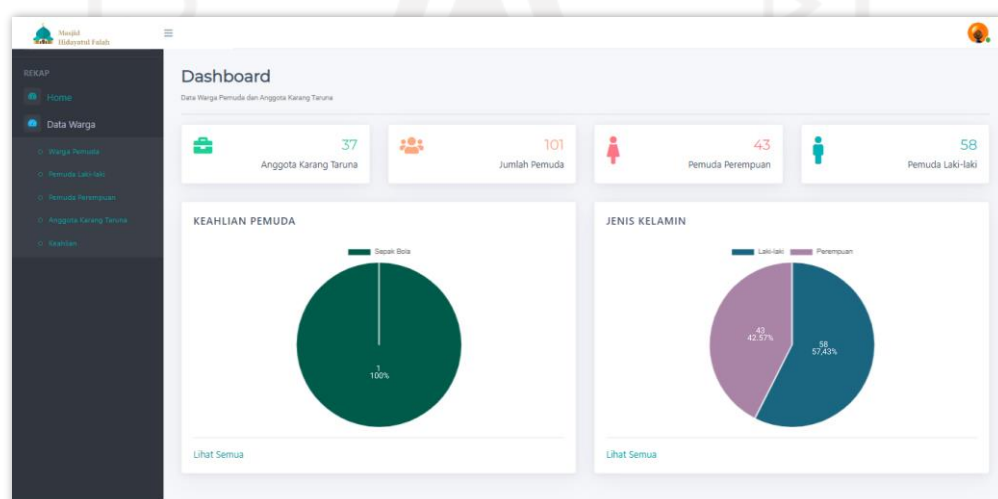 Masjid
Hidayatul Falah
REKAP
Home
Data Warga
Warga Pemuda
Pemuda Laki-laki
Pemuda Perempuan
Anggota Karang Taruna
Keahlian
Dashboard
Data Warga Pemuda dan Anggota Karang Taruna
37
Anggota Karang Taruna
101
Jumlah Pemuda
43
Pemuda Perempuan
58
Pemuda Laki-laki
KEAHLIAN PEMUDA
Sepak Bola
1
100%
Lihat Semua
JENIS KELAMIN
Laki-laki Perempuan
43
42.57%
58
57,43%
Lihat Semua